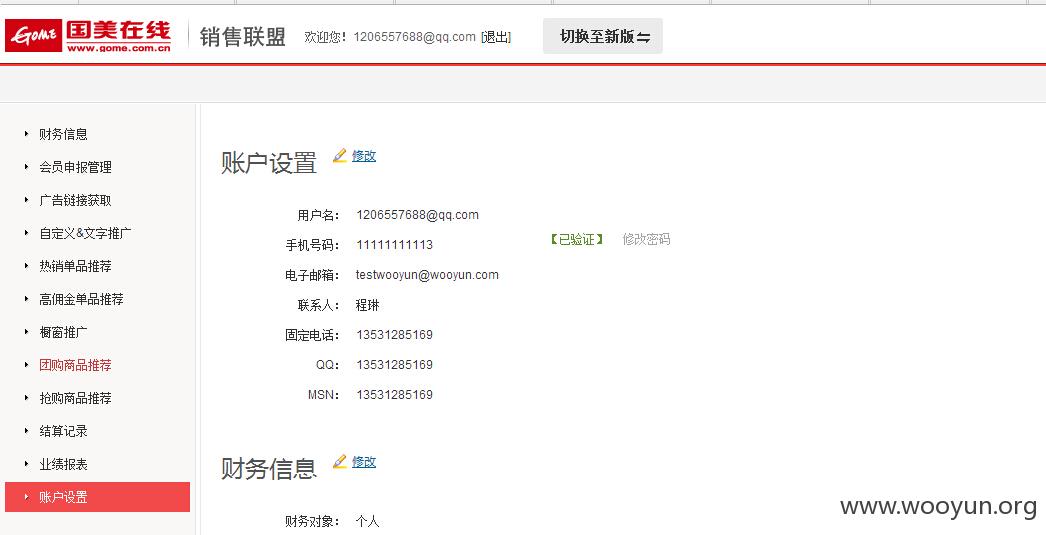 GOME 国美在线 www.gome.com.cn 销售联盟 欢迎您！1206557688@qq.com [退出] 切换至新版
财务信息
会员申报管理
广告链接获取
自定义&文字推广
热销单品推荐
高佣金单品推荐
橱窗推广
团购商品推荐
抢购商品推荐
结算记录
业绩报表
账户设置
账户设置 修改
用户名： 1206557688@qq.com
手机号码： 11111111113 【已验证】 修改密码
电子邮箱： testwooyun@wooyun.com
联系人： 程琳
固定电话： 13531285169
QQ： 13531285169
MSN： 13531285169
财务信息 修改
财务对象： 个人
www.wooyun.org